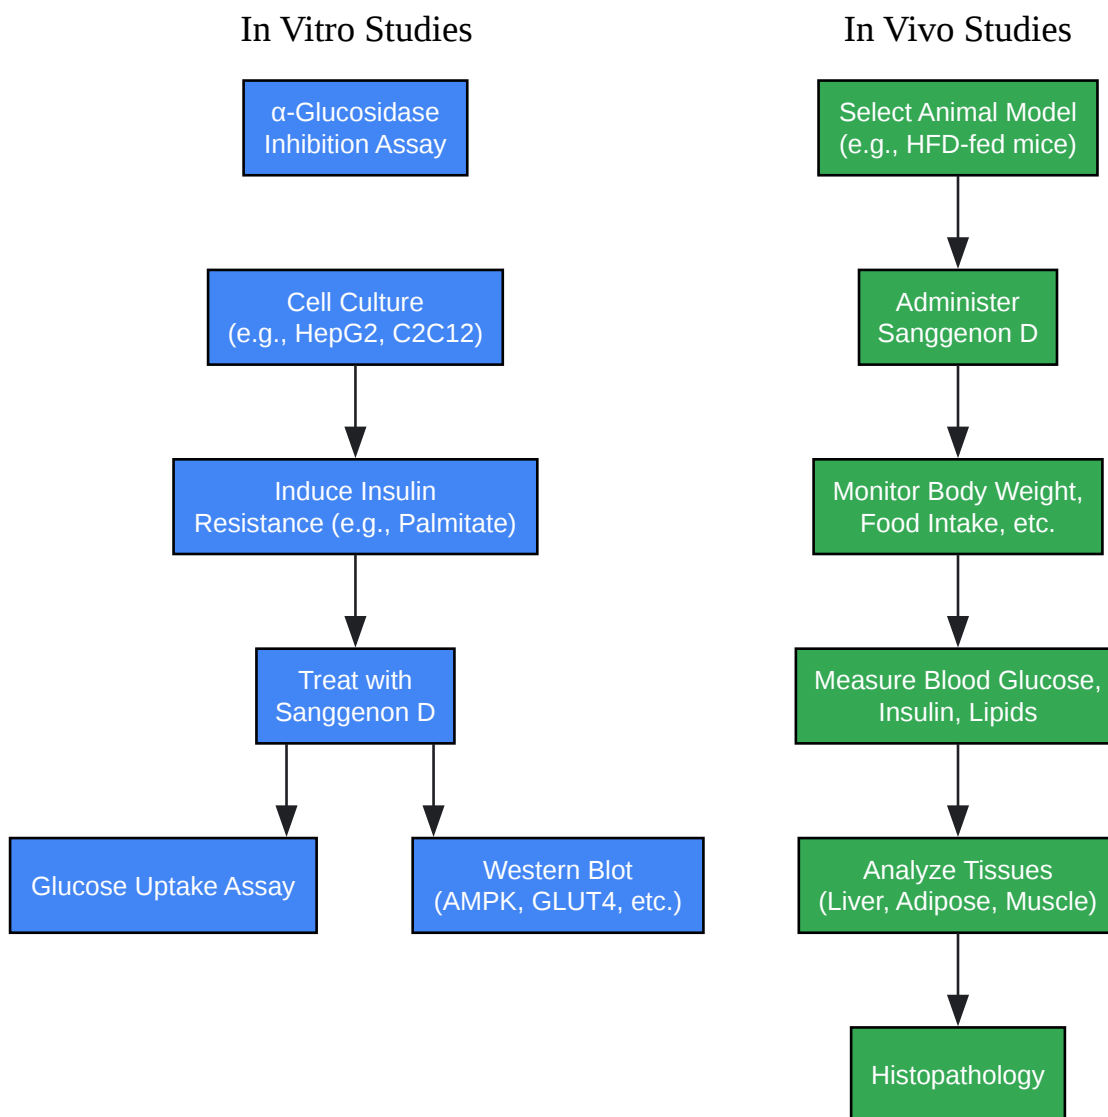 In Vitro Studies
α-Glucosidase
Inhibition Assay
Cell Culture
(e.g., HepG2, C2C12)
Induce Insulin
Resistance (e.g., Palmitate)
Treat with
Sanggenon D
Glucose Uptake Assay
Western Blot
(AMPK, GLUT4, etc.)
In Vivo Studies
Select Animal Model
(e.g., HFD-fed mice)
Administer
Sanggenon D
Monitor Body Weight,
Food Intake, etc.
Measure Blood Glucose,
Insulin, Lipids
Analyze Tissues
(Liver, Adipose, Muscle)
Histopathology